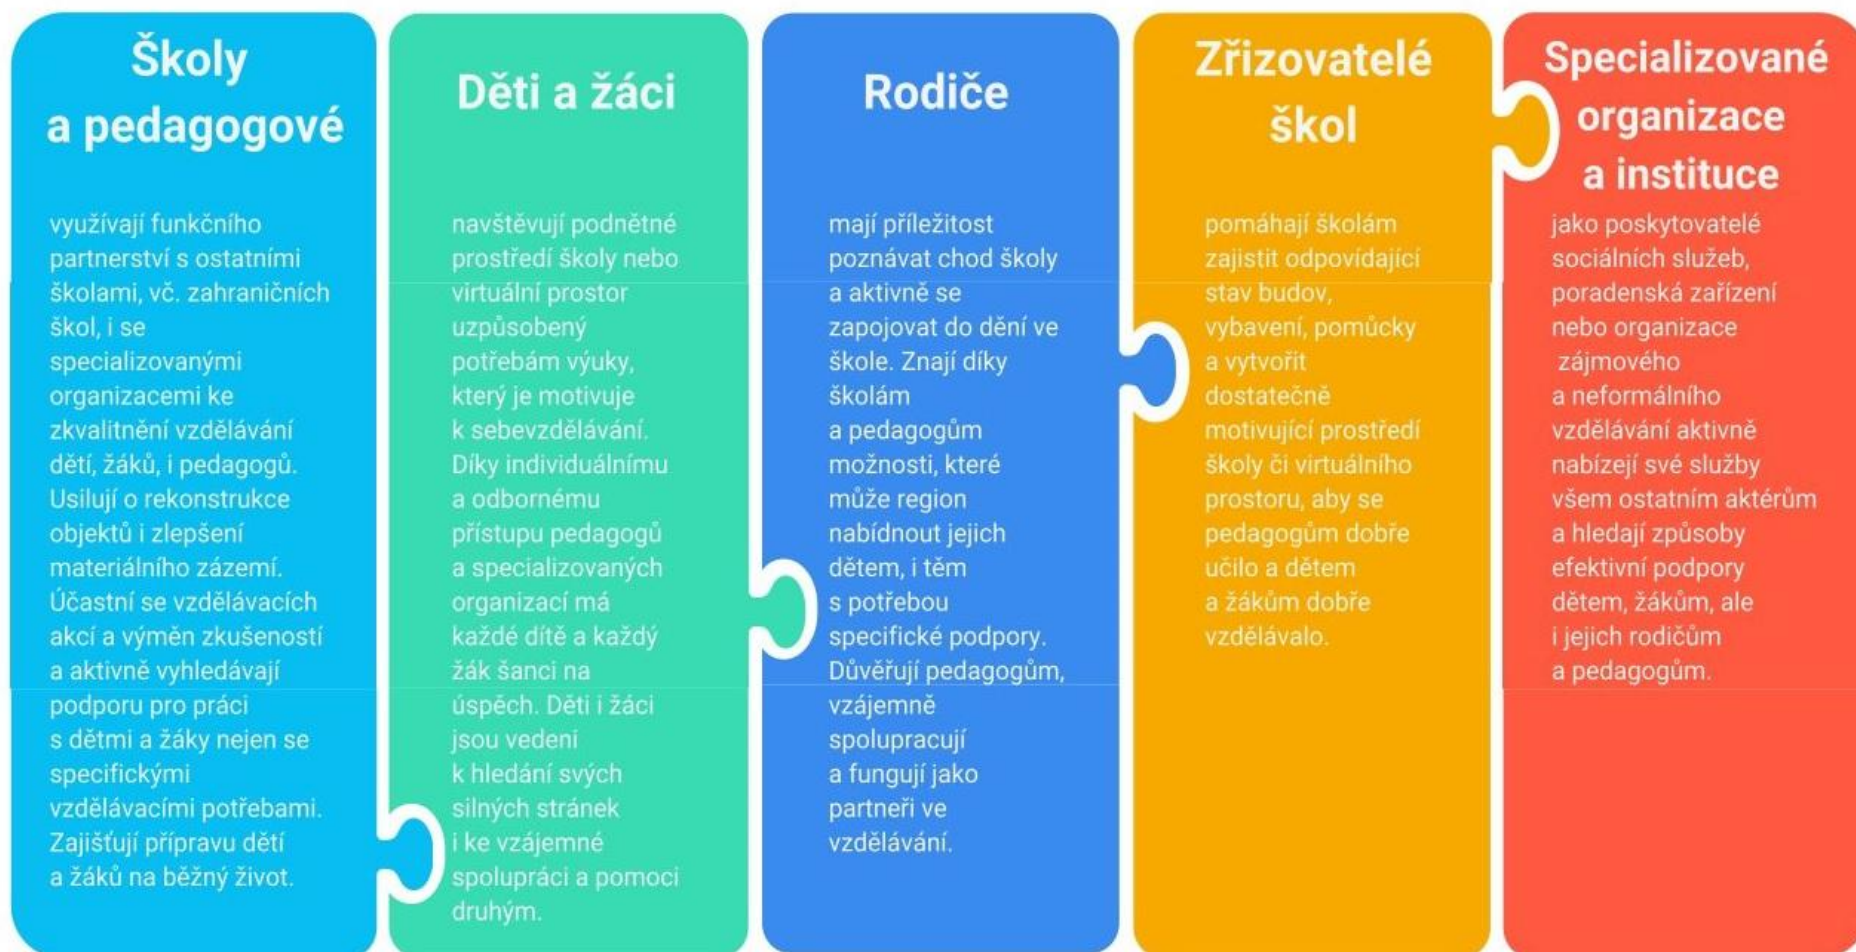 Školy
a pedagogové
využívají funkčního
partnerství s ostatními
školami, vč. zahraničních
škol, i se
specializovanými
organizacemi ke
zkvalitnění vzdělávání
dětí, žáků, i pedagogů.
Usilují o rekonstrukce
objektů i zlepšení
materiálního zázemí.
Účastní se vzdělávacích
akcí a výměn zkušeností
a aktivně vyhledávají
podporu pro práci
s dětmi a žáky nejen se
specifickými
vzdělávacími potřebami.
Zajišťují přípravu dětí
a žáků na běžný život.
Děti a žáci
navštěvují podnětné
prostředí školy nebo
virtuální prostor
uzpůsobený
potřebám výuky,
který je motivuje
k sebevzdělávání.
Díky individuálnímu
a odbornému
přístupu pedagogů
a specializovaných
organizací má
každé dítě a každý
žák šanci na
úspěch. Děti i žáci
jsou vedeni
k hledání svých
silných stránek
i ke vzájemné
spolupráci a pomoci
druhým.
Rodiče
mají příležitost
poznávat chod školy
a aktivně se
zapojovat do dění ve
škole. Znají díky
školám
a pedagogům
možnosti, které
může region
nabídnout jejich
dětem, i těm
s potřebou
specifické podpory.
Důvěřují pedagogům,
vzájemně
spolupracují
a fungují jako
partneři ve
vzdělávání.
Zřizovatelé
škol
pomáhají školám
zajistit odpovídající
stav budov,
vybavení, pomůcky
a vytvořit
dostatečně
motivující prostředí
školy či virtuálního
prostoru, aby se
pedagogům dobře
učilo a dětem
a žákům dobře
vzdělávalo.
Specializované
organizace
a instituce
jako poskytovatelé
sociálních služeb,
poradenská zařízení
nebo organizace
zájmového
a neformálního
vzdělávání aktivně
nabízejí své služby
všem ostatním aktérům
a hledají způsoby
efektivní podpory
dětem, žákům, ale
i jejich rodičům
a pedagogům.